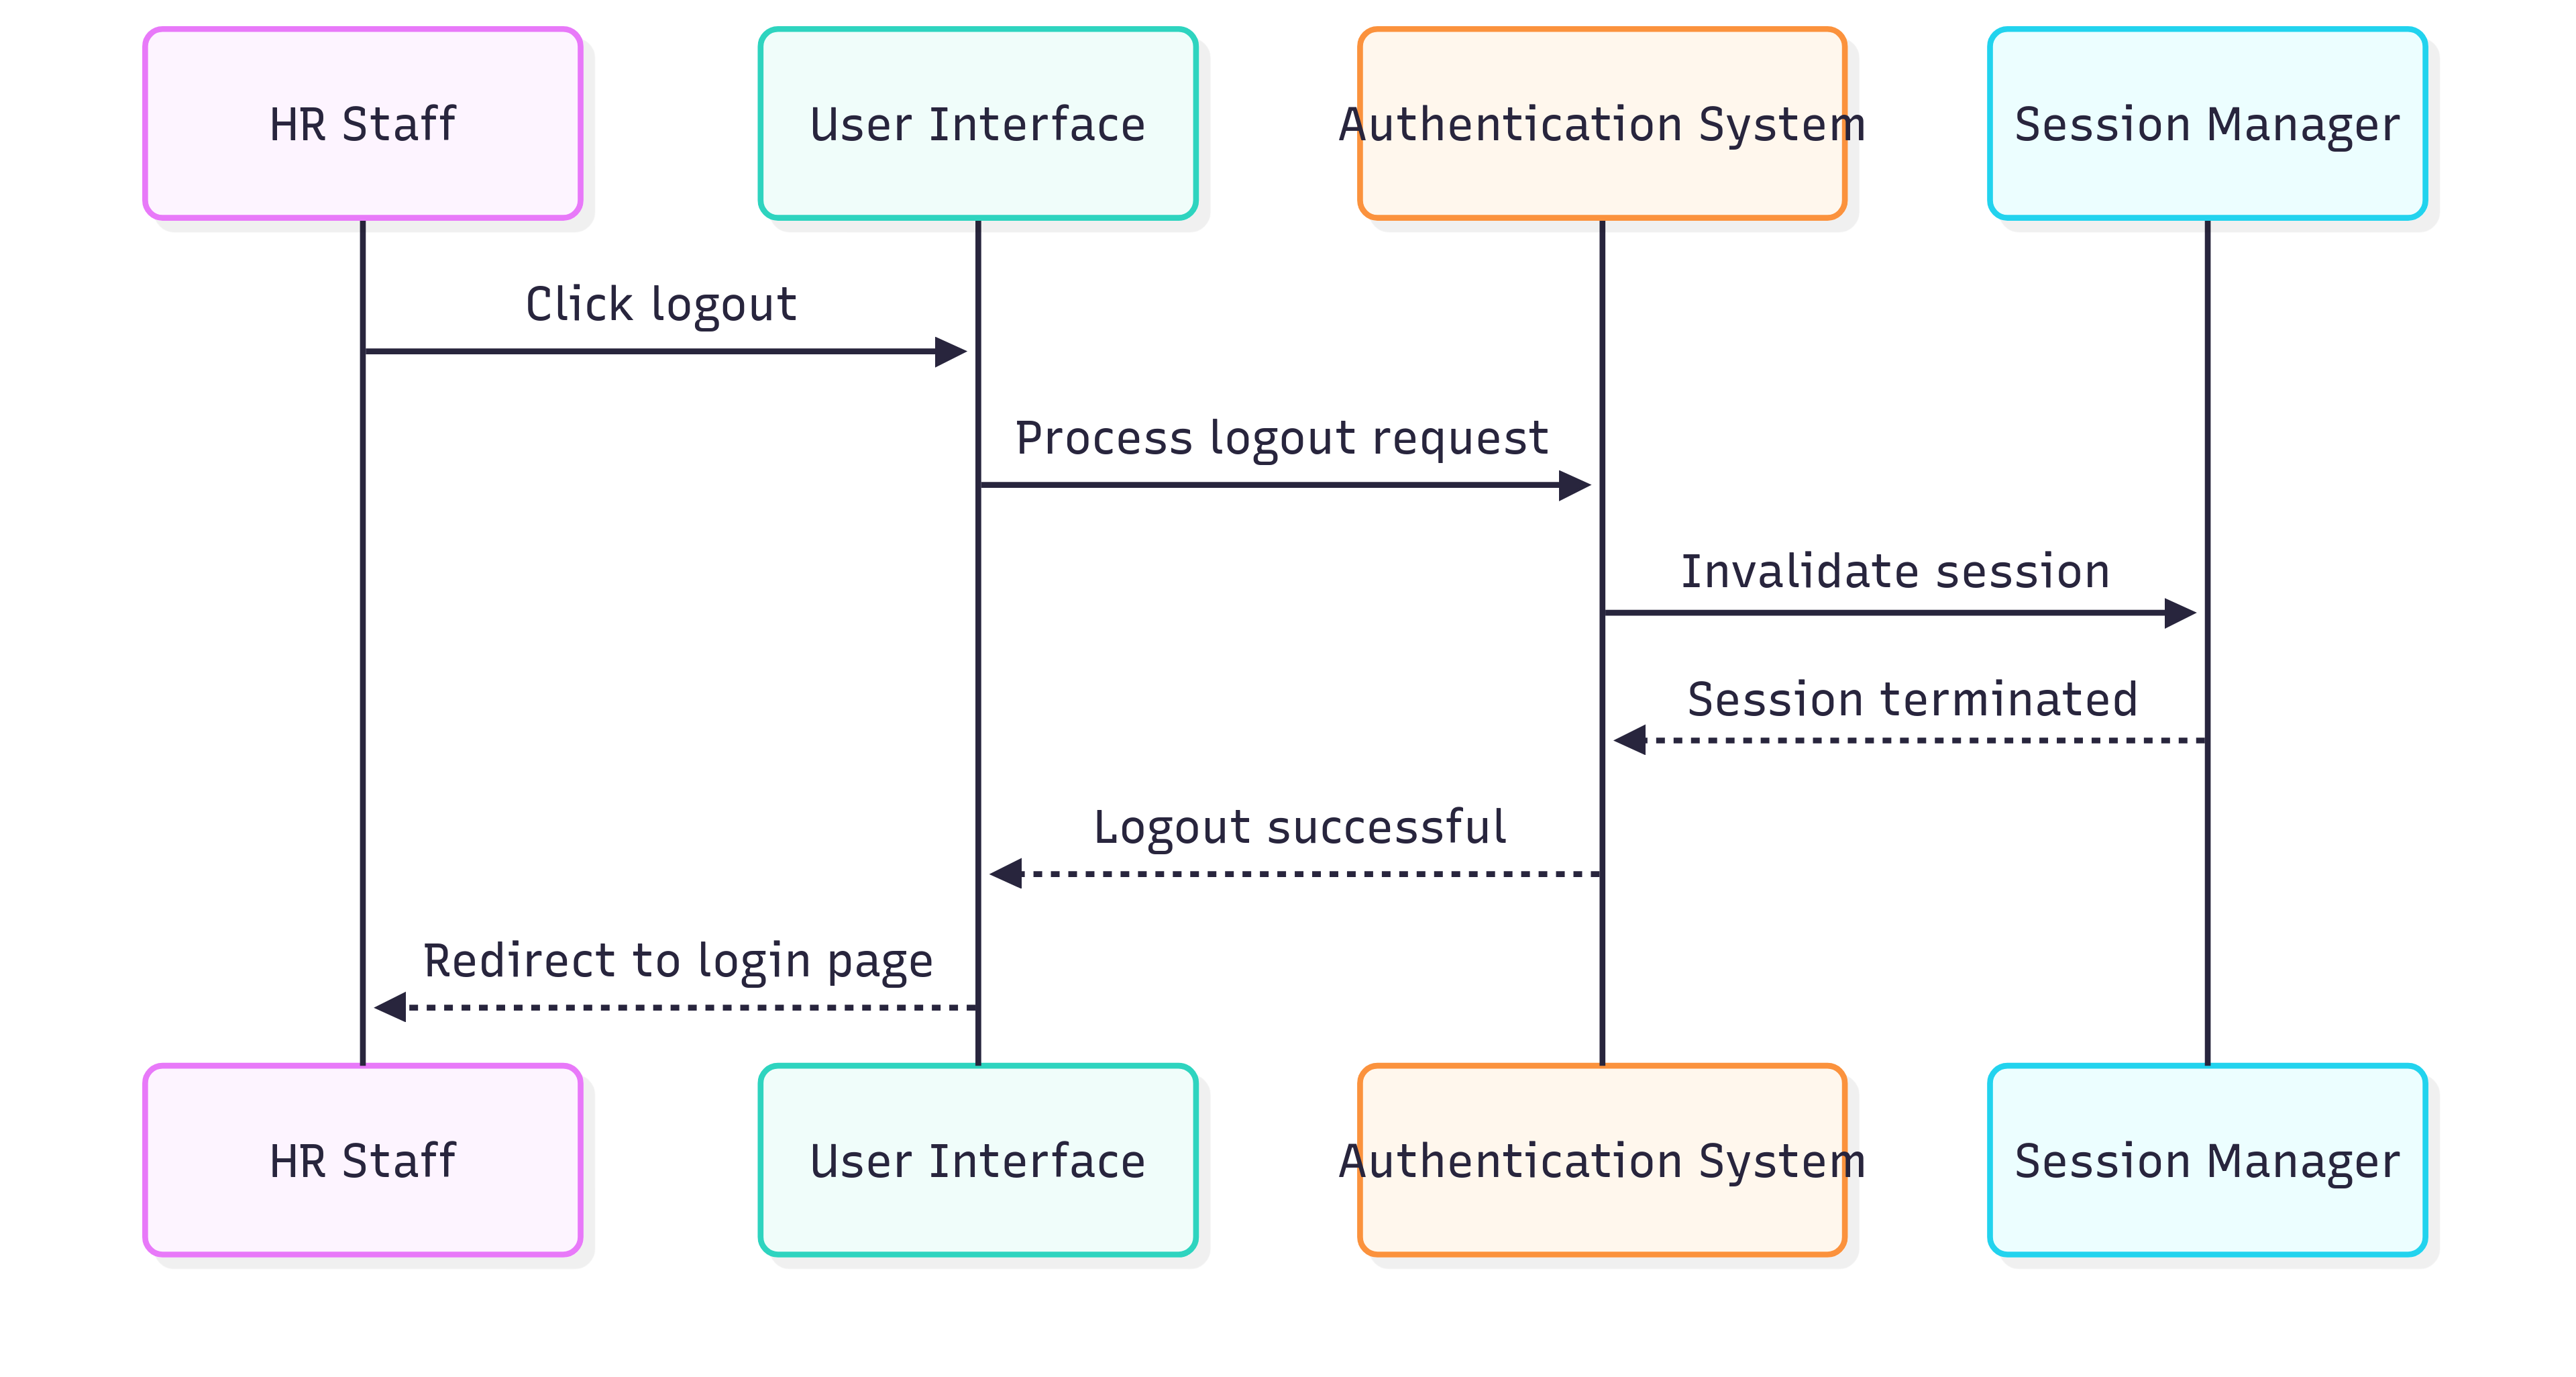 HR Staff
User Interface
Authentication System
Session Manager
Click logout
Process logout request
Invalidate session
Session terminated
Logout successful
Redirect to login page
HR Staff
User Interface
Authentication System
Session Manager